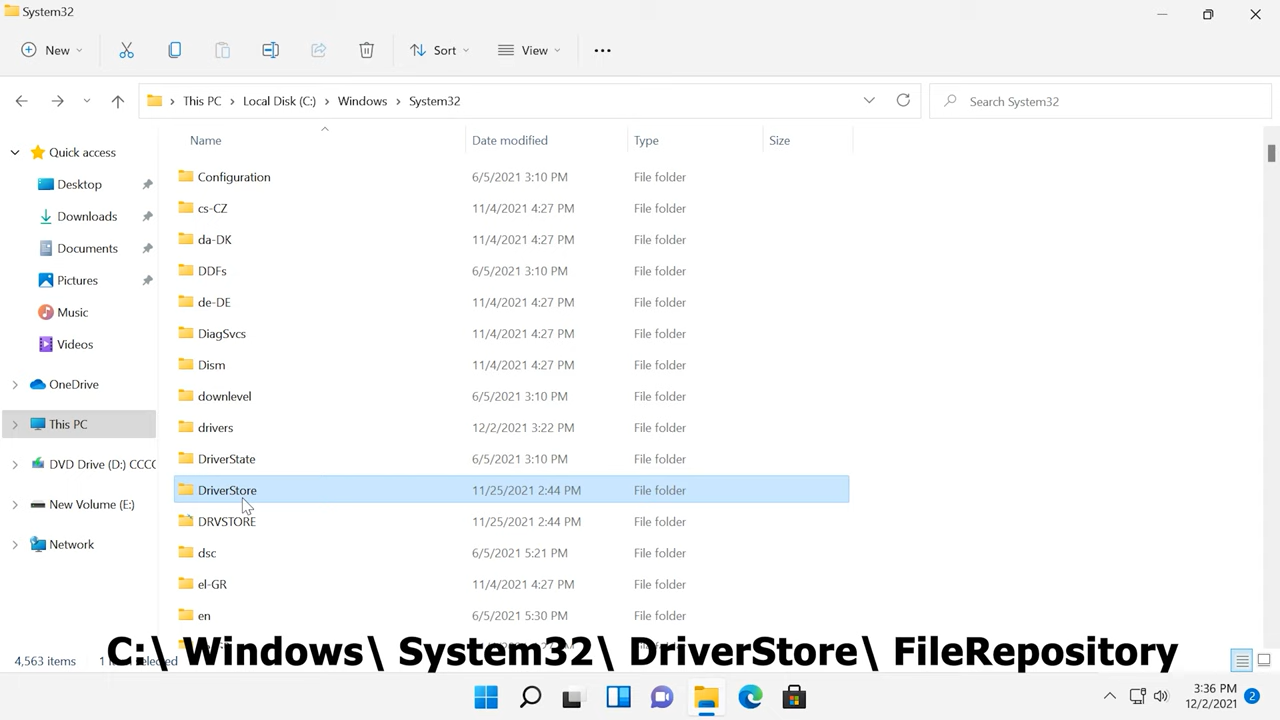 System32
New
Sort
View
This PC > Local Disk (C:) > Windows > System32
Search System32
Name Date modified Type Size
Quick access
Desktop
Downloads
Documents
Pictures
Music
Videos
OneDrive
This PC
DVD Drive (D:) CCC
New Volume (E:)
Network
Configuration 6/5/2021 3:10 PM File folder
cs-CZ 11/4/2021 4:27 PM File folder
da-DK 11/4/2021 4:27 PM File folder
DDFs 6/5/2021 3:10 PM File folder
de-DE 11/4/2021 4:27 PM File folder
DiagSvcs 11/4/2021 4:27 PM File folder
Dism 11/4/2021 4:27 PM File folder
downlevel 6/5/2021 3:10 PM File folder
drivers 12/2/2021 3:22 PM File folder
DriverState 6/5/2021 3:10 PM File folder
DriverStore 11/25/2021 2:44 PM File folder
DRVSTORE 11/25/2021 2:44 PM File folder
dsc 6/5/2021 5:21 PM File folder
el-GR 11/4/2021 4:27 PM File folder
en 6/5/2021 5:30 PM File folder
4,563 items
C:\ Windows\ System32\ DriverStore\ FileRepository
3:36 PM
12/2/2021
2